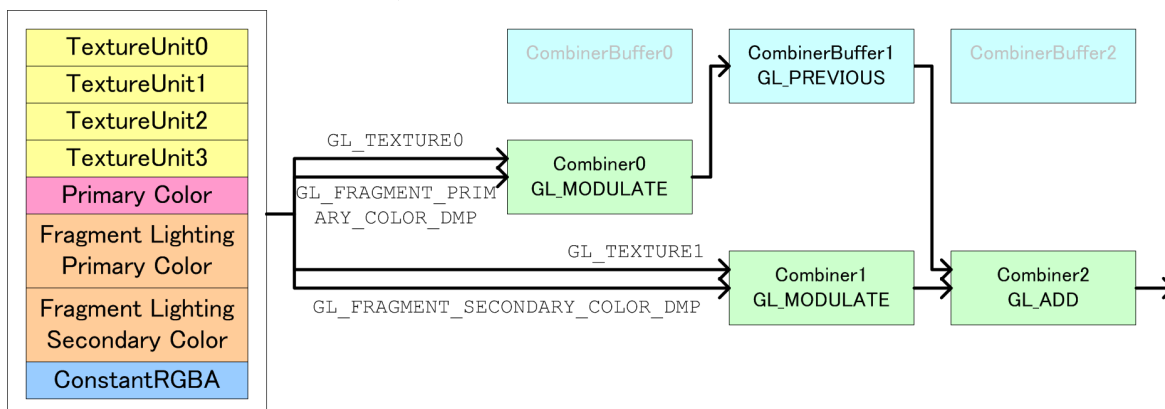 TextureUnit0
TextureUnit1
TextureUnit2
TextureUnit3
Primary Color
Fragment Lighting
Primary Color
Fragment Lighting
Secondary Color
ConstantRGBA
CombinerBuffer0
CombinerBuffer1
GL_PREVIOUS
CombinerBuffer2
GL_TEXTURE0
GL_FRAGMENT_PRIM
ARY_COLOR_DMP
Combiner0
GL_MODULATE
GL_TEXTURE1
GL_FRAGMENT_SECONDARY_COLOR_DMP
Combiner1
GL_MODULATE
Combiner2
GL_ADD